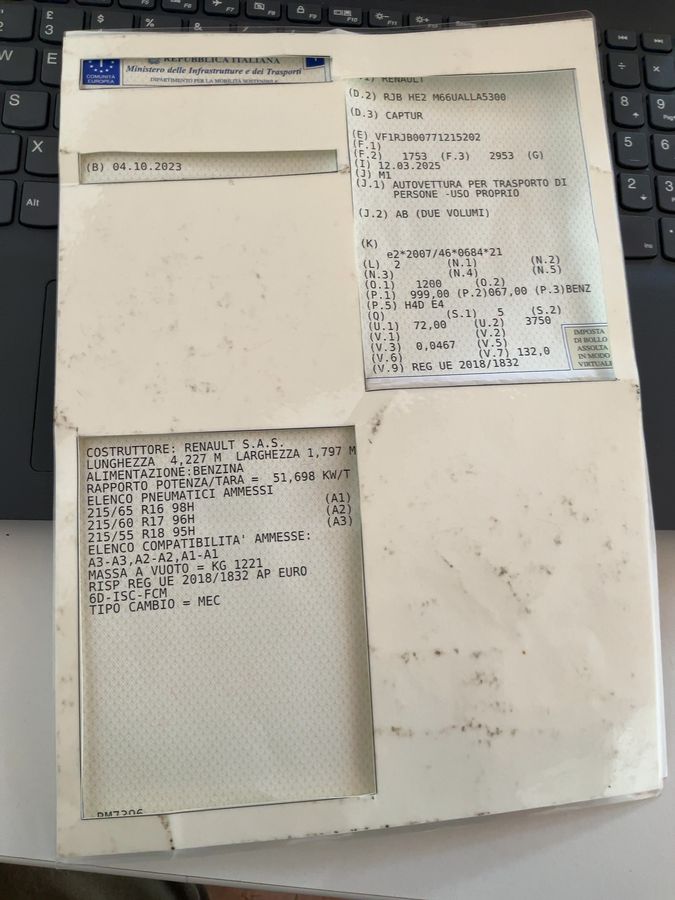 REPUBBLICA ITALIANA
Ministero delle Infrastrutture e dei Trasporti
DIPARTIMENTO PER LA MOBILITÀ SOSTENIBILE
COMUNITÀ
EUROPEA
(B) 04.10.2023
RENAULT
(D.2) RJB HE2 M66UALLA5300
(D.3) CAPTUR
(E) VF1RJB00771215202
(F.1)
(F.2) 1753 (F.3) 2953 (G)
(I) 12.03.2025
(J) M1
(J.1) AUTOVETTURA PER TRASPORTO DI
PERSONE -USO PROPRIO
(J.2) AB (DUE VOLUMI)
(K)
e2*2007/46*0684*21
(L) 2 (N.1) (N.2)
(N.3) (N.4) (N.5)
(O.1) 1200 (O.2)
(P.1) 999,00 (P.2)067,00 (P.3)BENZ
(P.5) H4D E4
(Q) (S.1) 5 (S.2)
(U.1) 72,00 (U.2) 3750
(V.1) (V.2)
(V.3) 0,0467 (V.5)
(V.6) (V.7) 132,0
(V.9) REG UE 2018/1832
IMPOSTA
DI BOLLO
ASSOLTA
IN MODO
VIRTUALE
COSTRUTTORE: RENAULT S.A.S.
LUNGHEZZA 4,227 M LARGHEZZA 1,797 M
ALIMENTAZIONE:BENZINA
RAPPORTO POTENZA/TARA = 51,698 KW/T
ELENCO PNEUMATICI AMMESSI
215/65 R16 98H (A1)
215/60 R17 96H (A2)
215/55 R18 95H (A3)
ELENCO COMPATIBILITA' AMMESSE:
A3-A3,A2-A2,A1-A1
MASSA A VUOTO = KG 1221
RISP REG UE 2018/1832 AP EURO
6D-ISC-FCM
TIPO CAMBIO = MEC